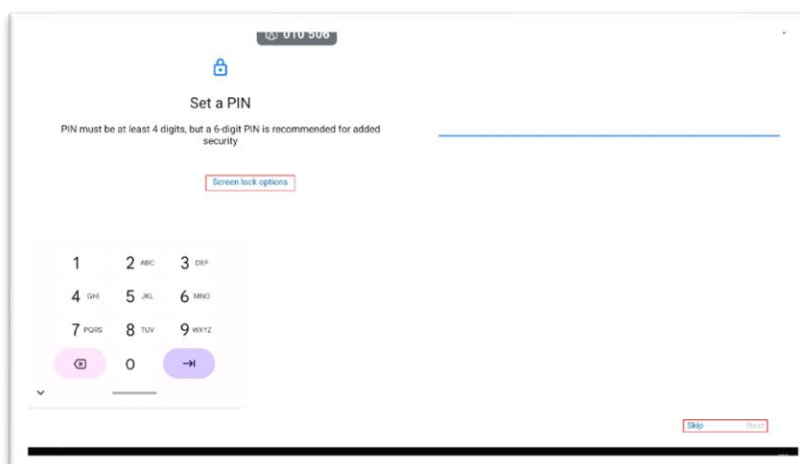 010 506
Set a PIN
PIN must be at least 4 digits, but a 6-digit PIN is recommended for added
security
Screen lock options
1 2 ABC 3 DEF
4 GHI 5 JKL 6 MNO
7 PQRS 8 TUV 9 WXYZ
0
Skip Next